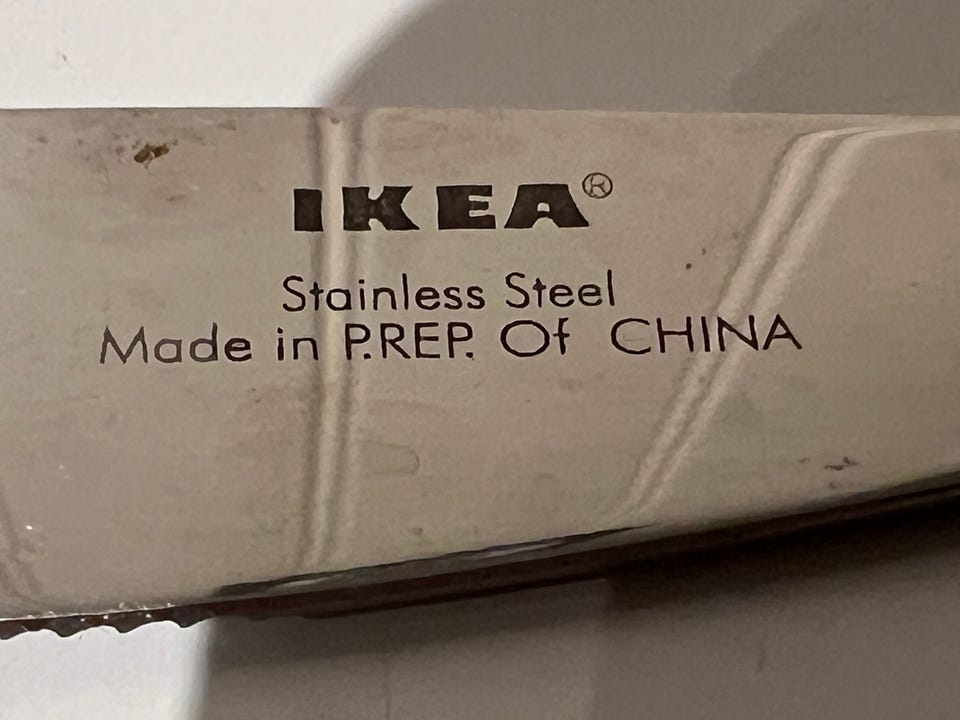 IKEA®
Stainless Steel
Made in P.REP. Of CHINA